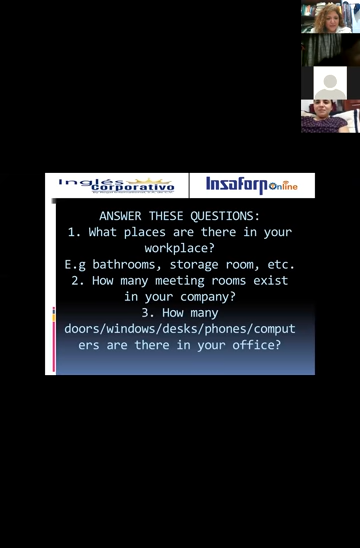 Inglés
Corporativo
Insaforp Online
ANSWER THESE QUESTIONS:
1. What places are there in your
workplace?
E.g bathrooms, storage room, etc.
2. How many meeting rooms exist
in your company?
3. How many
doors/windows/desks/phones/comput
ers are there in your office?